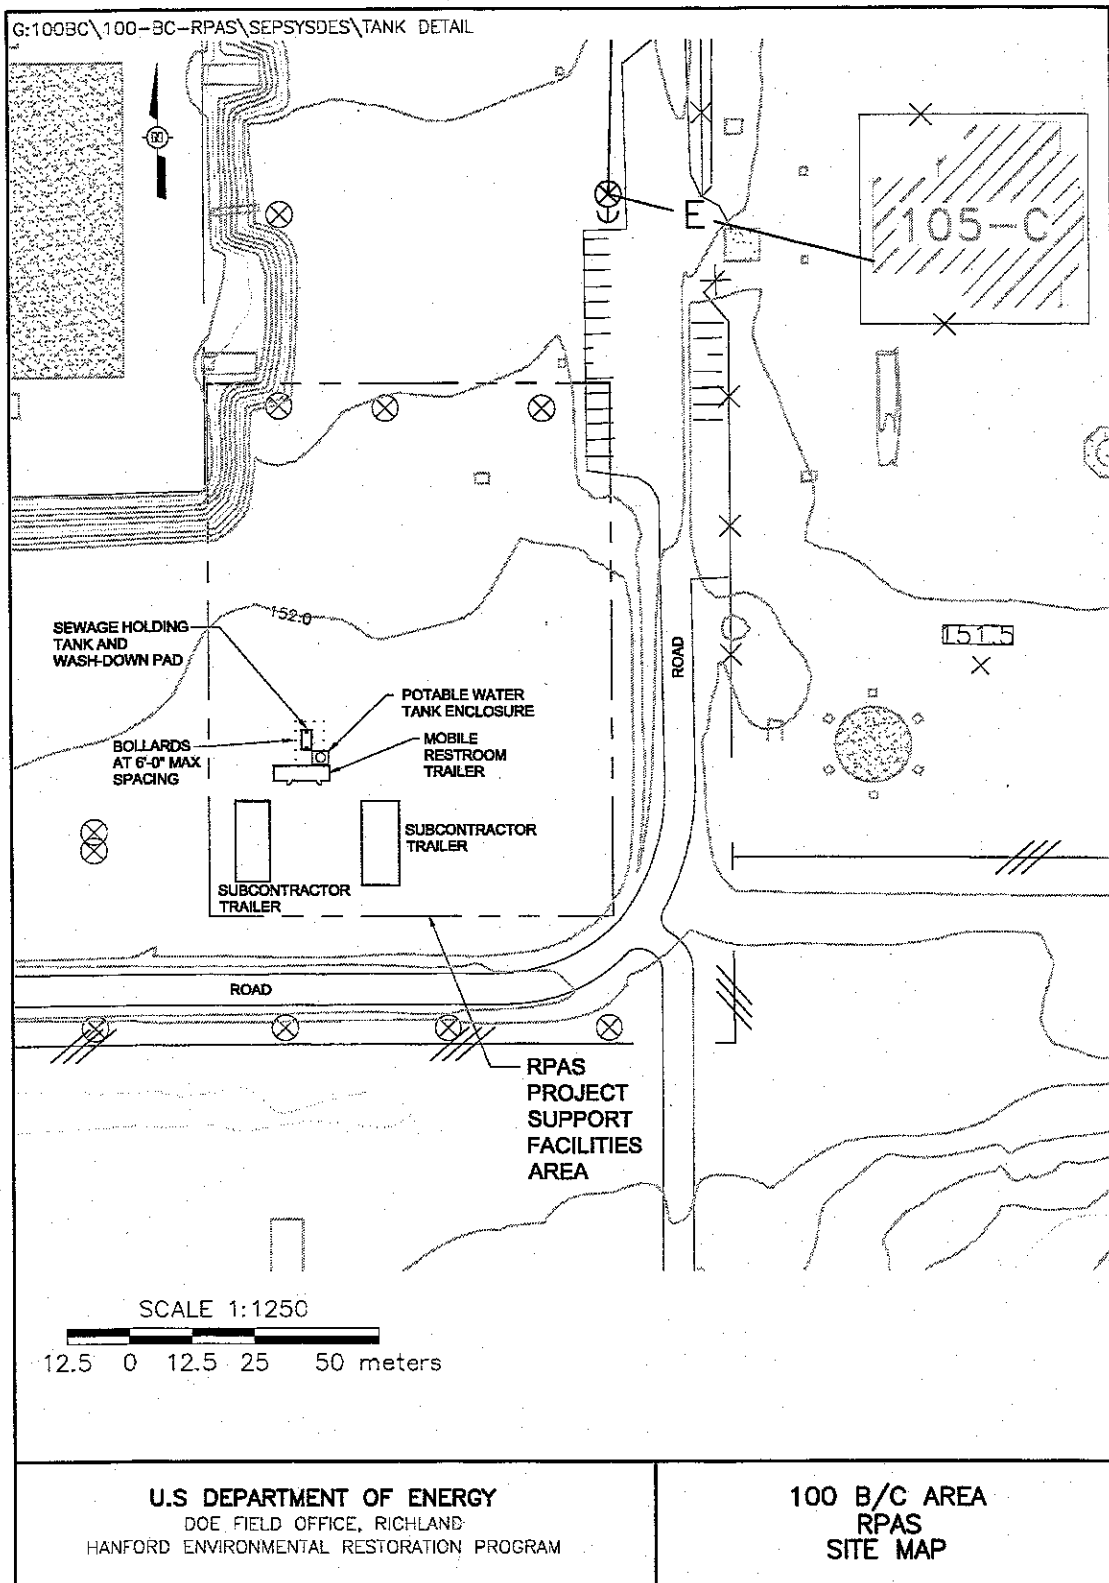 G:100BC\100-BC-RPAS\SEPSYSDES\TANK DETAIL
E
105-C
152.0
SEWAGE HOLDING
TANK AND
WASH-DOWN PAD
POTABLE WATER
TANK ENCLOSURE
BOLLARDS
AT 6'-0" MAX
SPACING
MOBILE
RESTROOM
TRAILER
SUBCONTRACTOR
TRAILER
SUBCONTRACTOR
TRAILER
ROAD
151.5
ROAD
RPAS
PROJECT
SUPPORT
FACILITIES
AREA
SCALE 1:1250
12.5 0 12.5 25 50 meters
U.S DEPARTMENT OF ENERGY
DOE FIELD OFFICE, RICHLAND
HANFORD ENVIRONMENTAL RESTORATION PROGRAM
100 B/C AREA
RPAS
SITE MAP